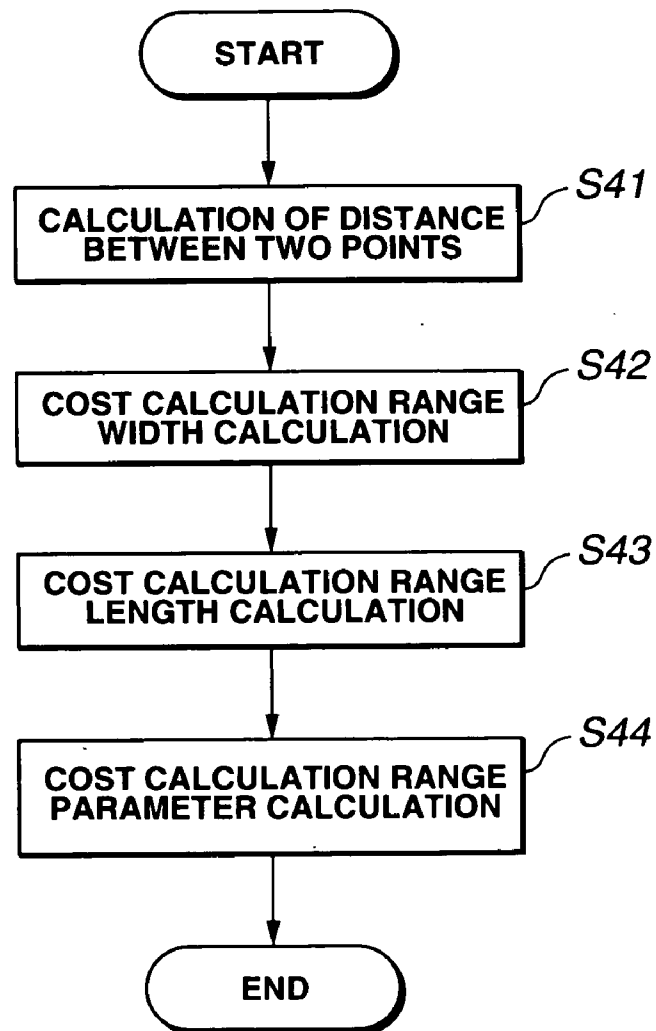 START
S41
CALCULATION OF DISTANCE
BETWEEN TWO POINTS
S42
COST CALCULATION RANGE
WIDTH CALCULATION
S43
COST CALCULATION RANGE
LENGTH CALCULATION
S44
COST CALCULATION RANGE
PARAMETER CALCULATION
END